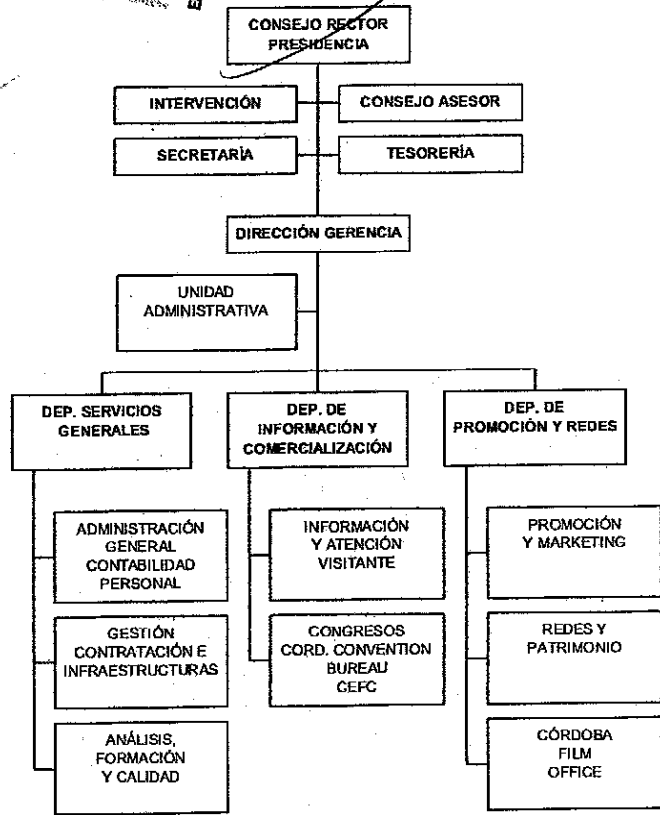 CONSEJO RECTOR
PRESIDENCIA
INTERVENCIÓN
CONSEJO ASESOR
SECRETARÍA
TESORERÍA
DIRECCIÓN GERENCIA
UNIDAD
ADMINISTRATIVA
DEP. SERVICIOS
GENERALES
DEP. DE
INFORMACIÓN Y
COMERCIALIZACIÓN
DEP. DE
PROMOCIÓN Y REDES
ADMINISTRACIÓN
GENERAL
CONTABILIDAD
PERSONAL
GESTIÓN
CONTRATACIÓN E
INFRAESTRUCTURAS
ANÁLISIS,
FORMACIÓN
Y CALIDAD
INFORMACIÓN
Y ATENCIÓN
VISITANTE
CONGRESOS
CORD. CONVENTION
BUREAU
CEFC
PROMOCIÓN
Y MARKETING
REDES Y
PATRIMONIO
CÓRDOBA
FILM
OFFICE